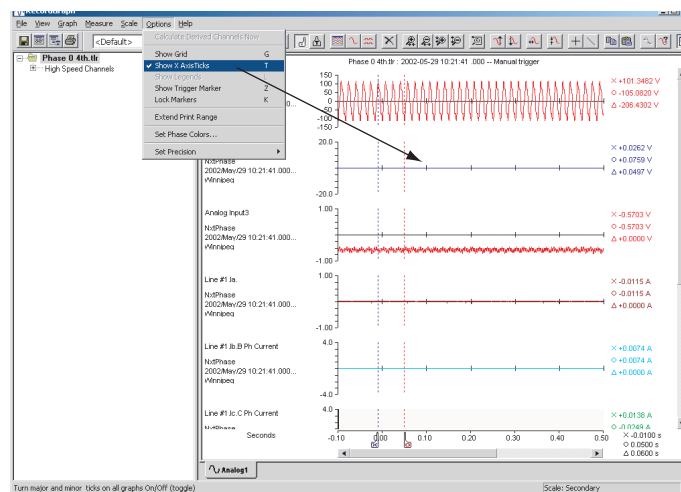 RecordGraph
File View Graph Measure Scale Options Help
<Default>
Phase 0 4th.tlr
High Speed Channels
Calculate Derived Channels Now
Show Grid G
Show X AxisTicks T
Show Legends
Show Trigger Marker Z
Lock Markers K
Extend Print Range
Set Phase Colors...
Set Precision
Phase 0 4th.tlr : 2002-05-29 10:21:41 .000 -- Manual trigger
150
100
50
0
-50
-100
-150
×+101.3482 V
○-105.0820 V
△-206.4302 V
20.0
-20.0
NxtPhase
2002/May/29 10:21:41.000...
Winnipeg
×+0.0262 V
○+0.0759 V
△+0.0497 V
Analog Input3
NxtPhase
2002/May/29 10:21:41.000...
Winnipeg
1.00
-1.00
×-0.5703 V
○-0.5703 V
△+0.0000 V
Line #1 Ia.
NxtPhase
2002/May/29 10:21:41.000...
Winnipeg
1.00
-1.00
×-0.0115 A
○-0.0115 A
△+0.0000 A
Line #1 Ib.B Ph Current
NxtPhase
2002/May/29 10:21:41.000...
Winnipeg
4.0
-4.0
×+0.0074 A
○+0.0074 A
△+0.0000 A
Line #1 Ic.C Ph Current
NxtPhase
4.0
×+0.0138 A
○-0.0249 A
Seconds
-0.10 0.00 0.10 0.20 0.30 0.40 0.50
×-0.0100 s
○0.0500 s
△0.0600 s
Analog1
Turn major and minor ticks on all graphs On/Off (toggle)
Scale: Secondary